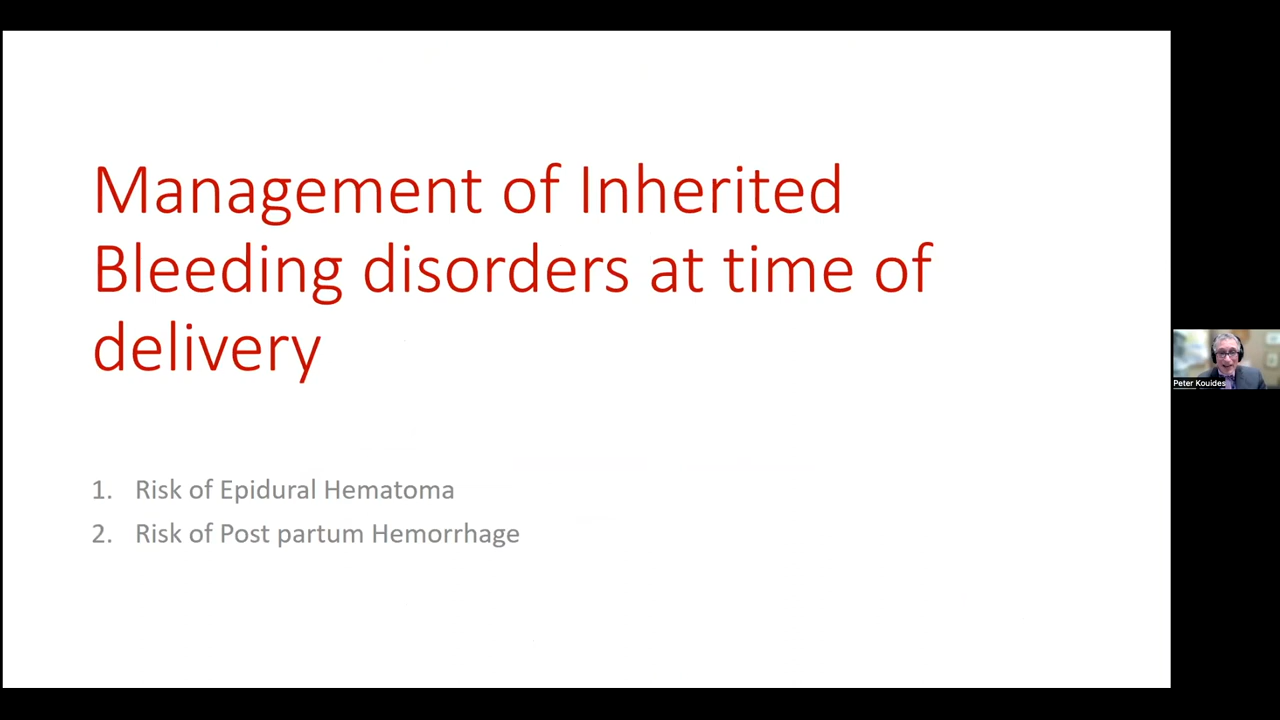 Management of Inherited
Bleeding disorders at time of
delivery
1. Risk of Epidural Hematoma
2. Risk of Post partum Hemorrhage
Peter Kouides